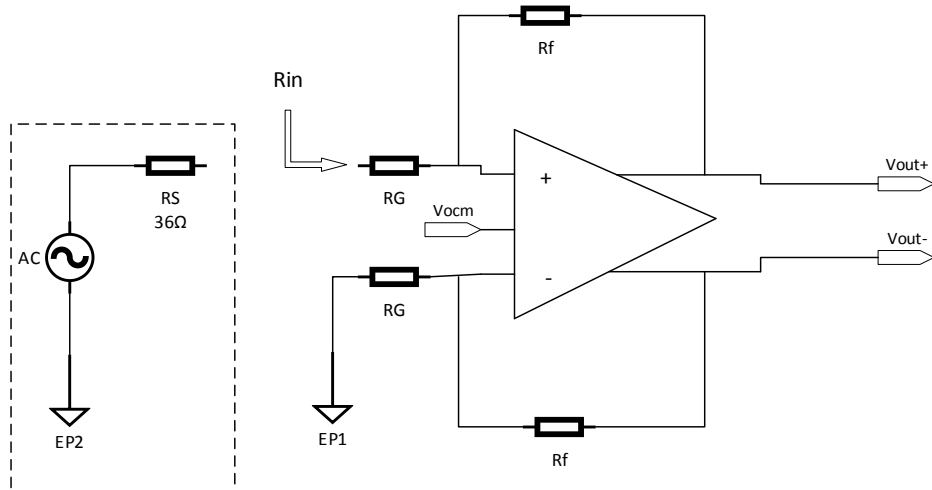 Rf
Rin
RS
36Ω
AC
EP2
RG
Vocm
RG
EP1
+
-
Vout+
Vout-
Rf